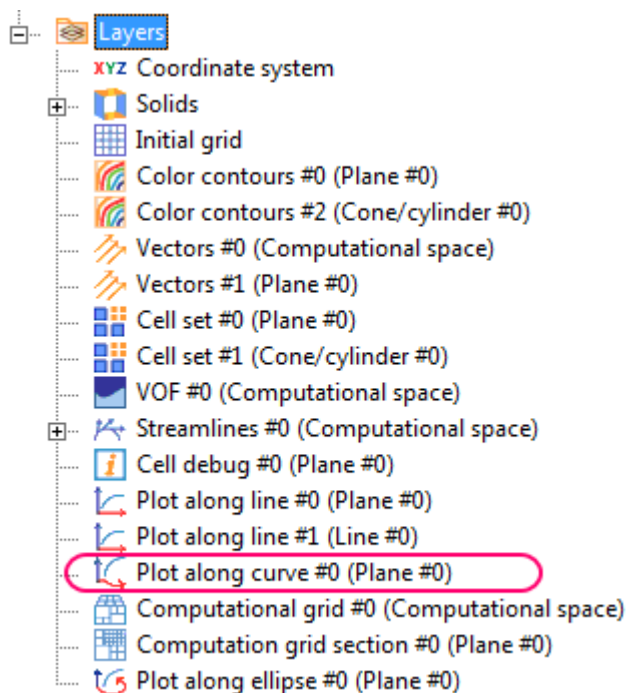 Layers
XYZ Coordinate system
Solids
Initial grid
Color contours #0 (Plane #0)
Color contours #2 (Cone/cylinder #0)
Vectors #0 (Computational space)
Vectors #1 (Plane #0)
Cell set #0 (Plane #0)
Cell set #1 (Cone/cylinder #0)
VOF #0 (Computational space)
Streamlines #0 (Computational space)
i Cell debug #0 (Plane #0)
Plot along line #0 (Plane #0)
Plot along line #1 (Line #0)
Plot along curve #0 (Plane #0)
Computational grid #0 (Computational space)
Computation grid section #0 (Plane #0)
Plot along ellipse #0 (Plane #0)